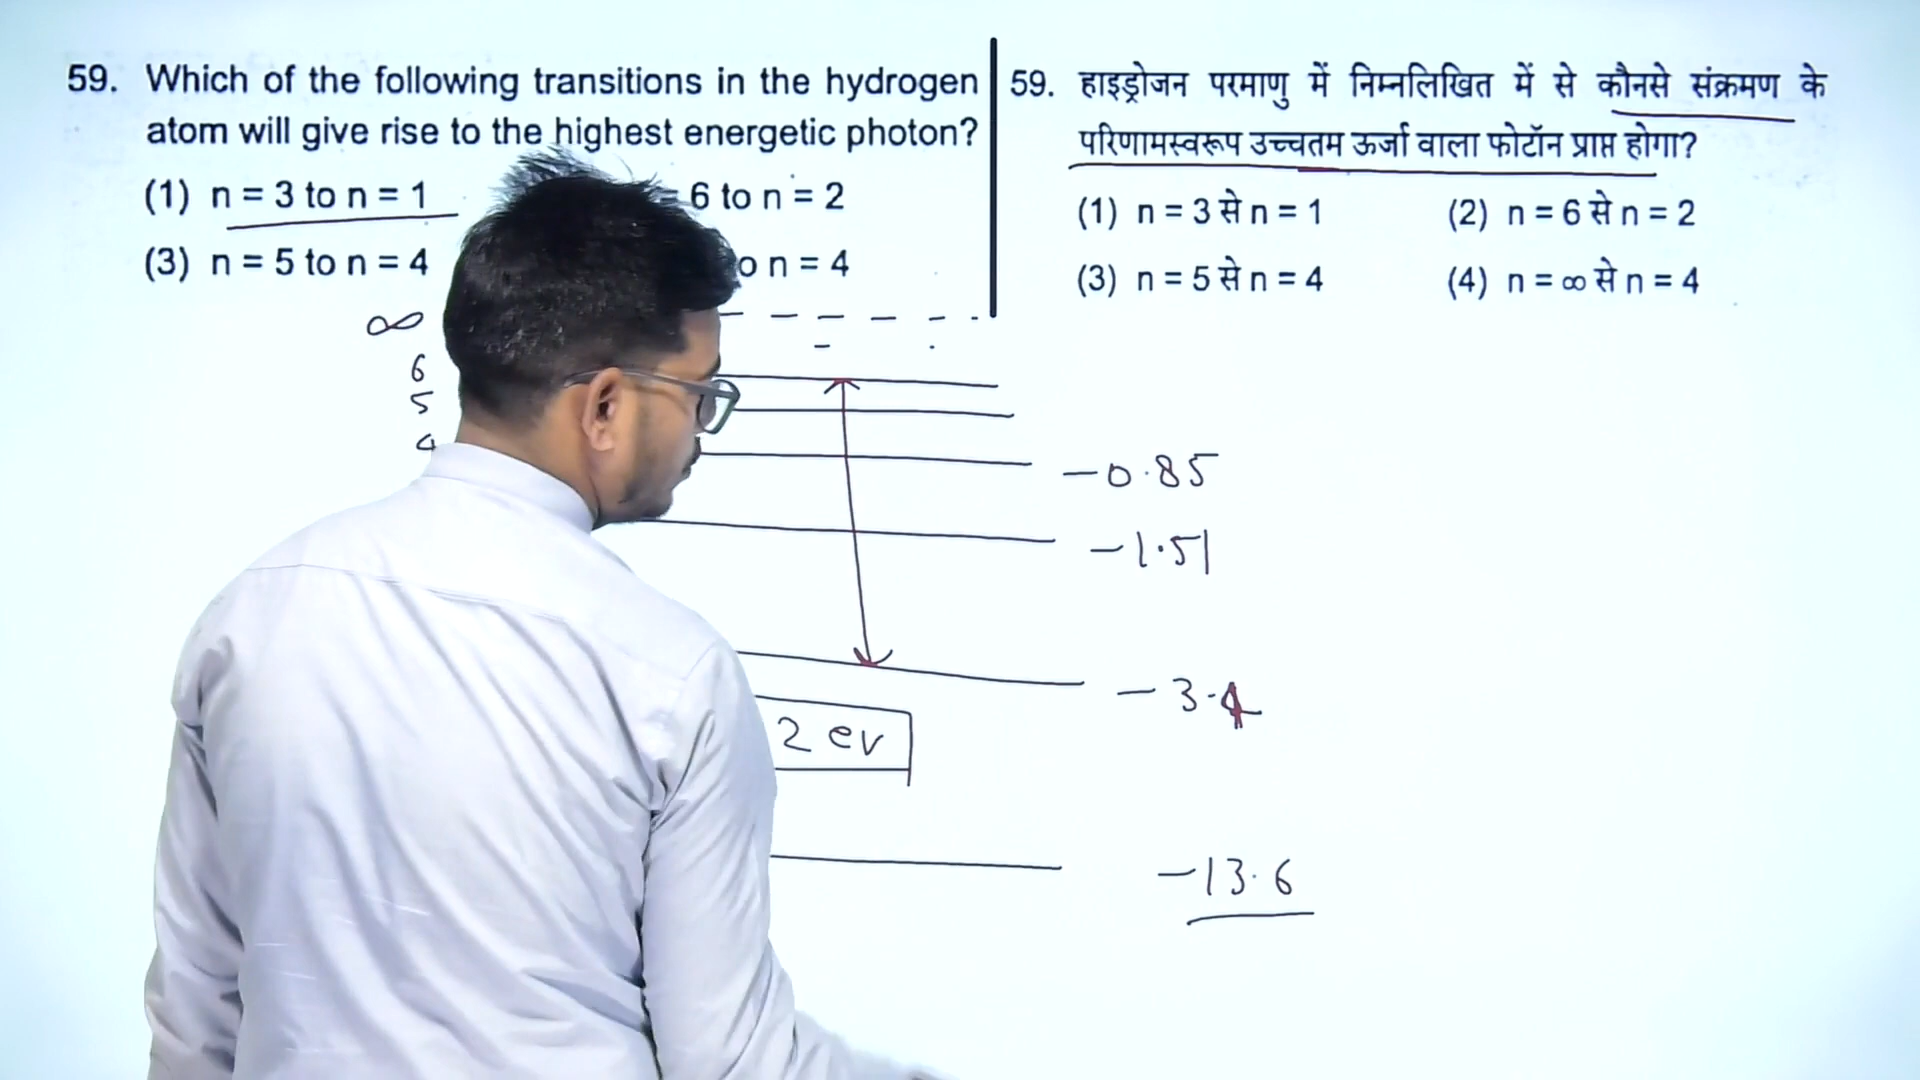 59. Which of the following transitions in the hydrogen
atom will give rise to the highest energetic photon?
(1) n = 3 to n = 1
= 6 to n = 2
(3) n = 5 to n = 4
o n = 4
59. हाइड्रोजन परमाणु में निम्नलिखित में से कौनसे संक्रमण के
परिणामस्वरूप उच्चतम ऊर्जा वाला फोटॉन प्राप्त होगा?
(1) n = 3 से n = 1
(2) n = 6 से n = 2
(3) n = 5 से n = 4
(4) n = ∞ से n = 4
∞
6
5
4
-0.85
-1.51
-3.4
2 ev
-13.6